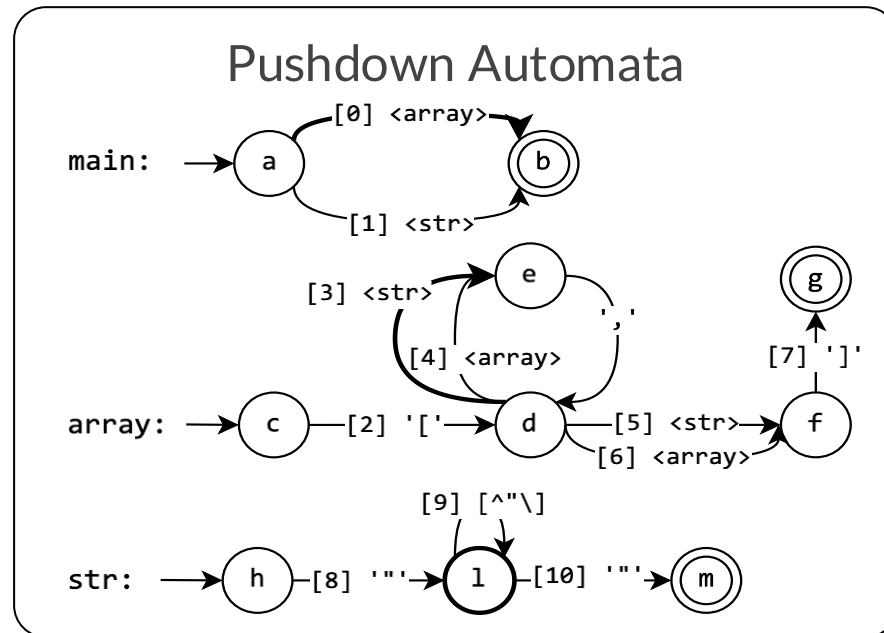 Pushdown Automata
[0] <array>
main: a b
[1] <str>
e g
[3] <str> ','
[4] <array> [7] ']'
array: c [2] '[' d [5] <str> f
[6] <array>
[9] [^"\]
str: h [8] '"' l [10] '"' m